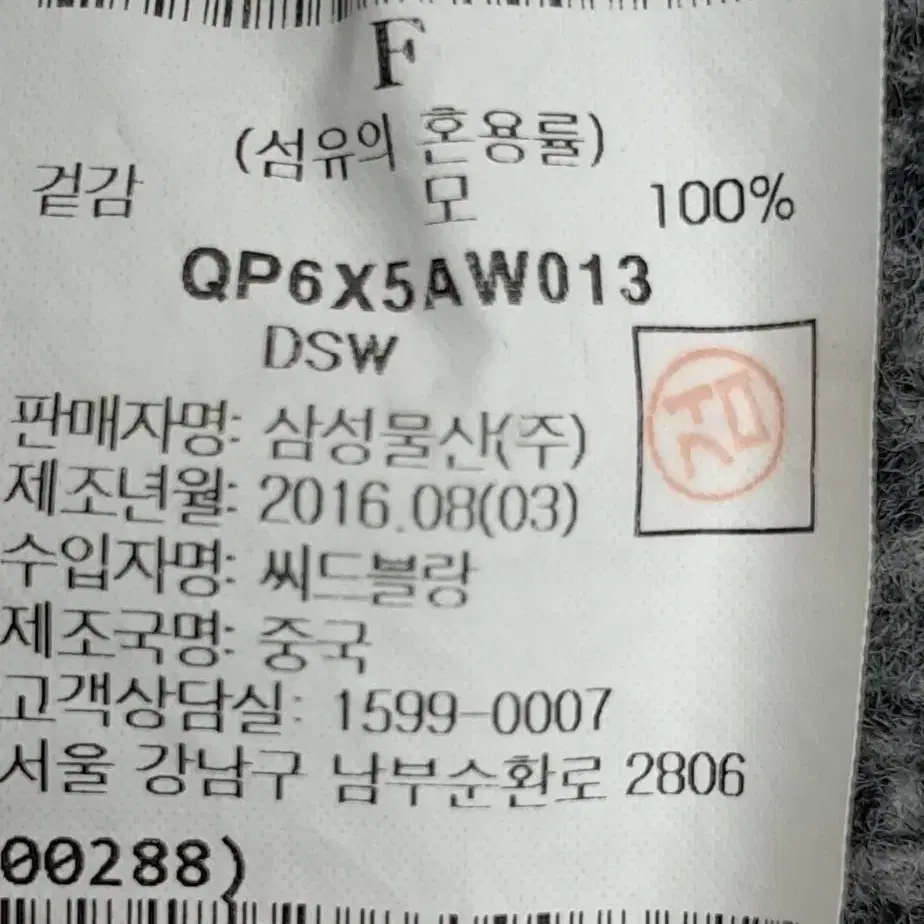 F
(섬유의 혼용률)
겉감 모 100%
QP6X5AW013
DSW
판매자명: 삼성물산(주)
제조년월: 2016.08(03)
수입자명: 씨드블랑
제조국명: 중국
고객상담실: 1599-0007
서울 강남구 남부순환로 2806
00288)